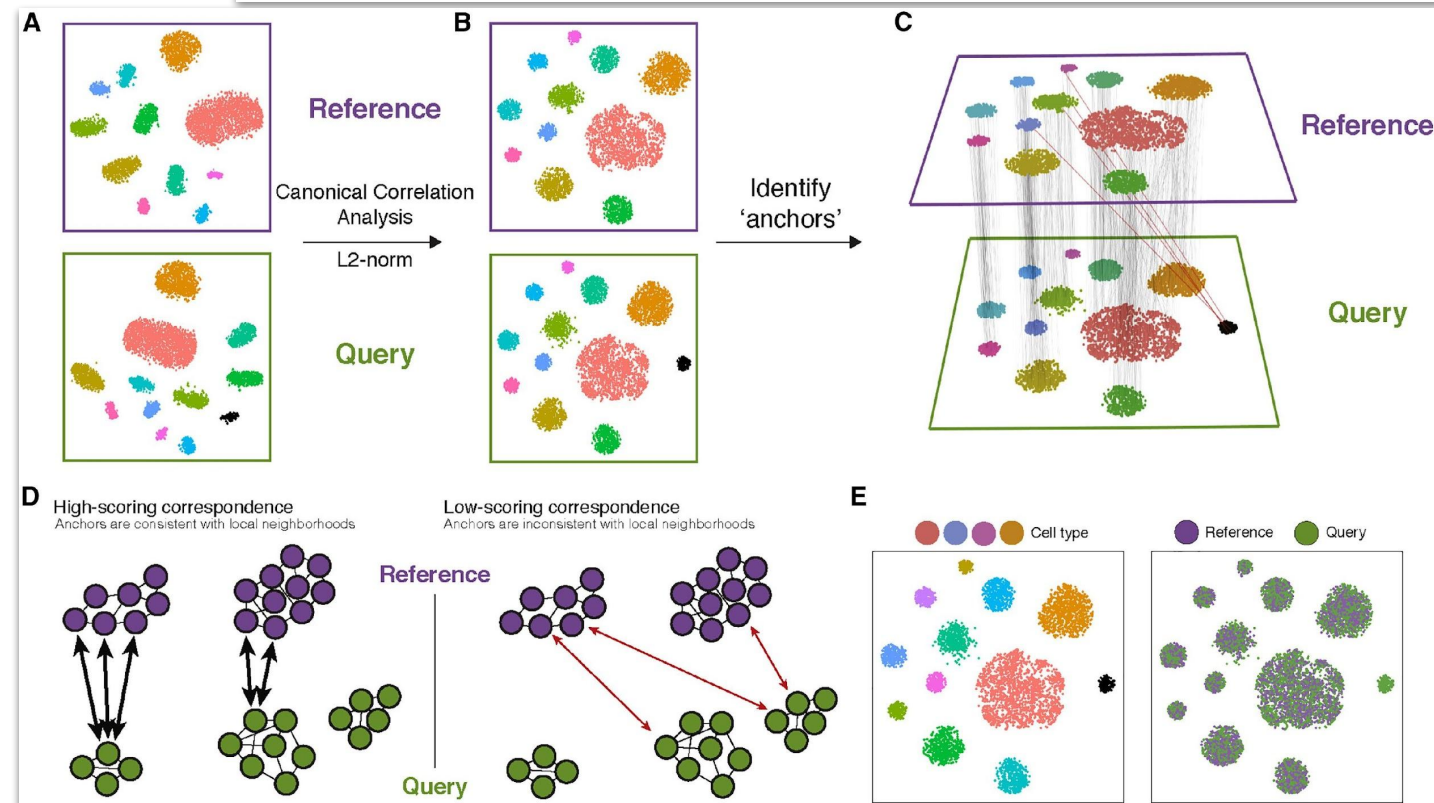 A
B
C
Reference
Canonical Correlation
Analysis
L2-norm
Query
Identify
‘anchors’
Reference
Query
D
High-scoring correspondence
Anchors are consistent with local neighborhoods
Low-scoring correspondence
Anchors are inconsistent with local neighborhoods
Reference
Query
E
Cell type
Reference
Query